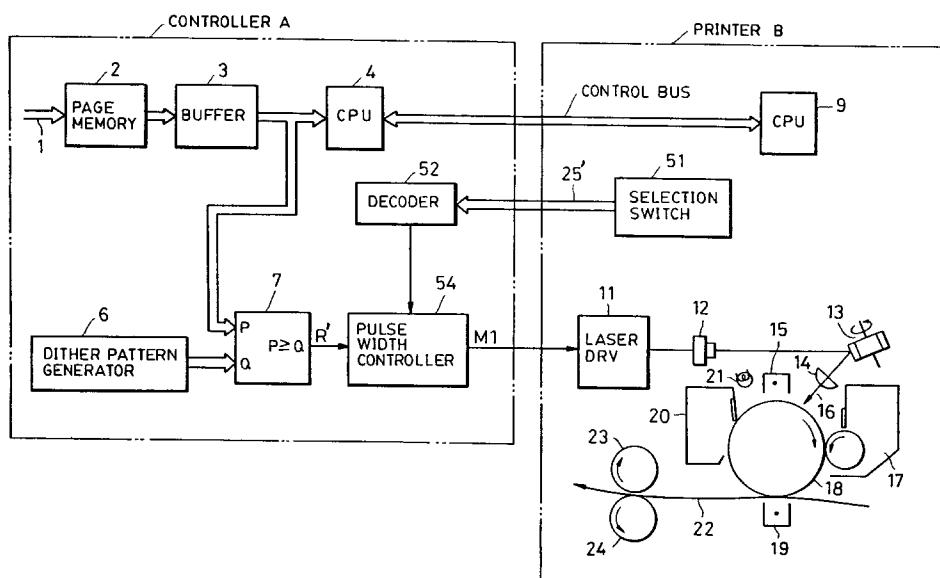 CONTROLLER A
PRINTER B
2
3
4
PAGE
MEMORY
BUFFER
CPU
1
CONTROL BUS
9
CPU
52
DECODER
25'
51
SELECTION
SWITCH
6
DITHER PATTERN
GENERATOR
7
P
Q
P≥Q
R'
54
PULSE
WIDTH
CONTROLLER
M1
11
LASER
DRV
12
13
14
15
16
17
18
19
20
21
22
23
24